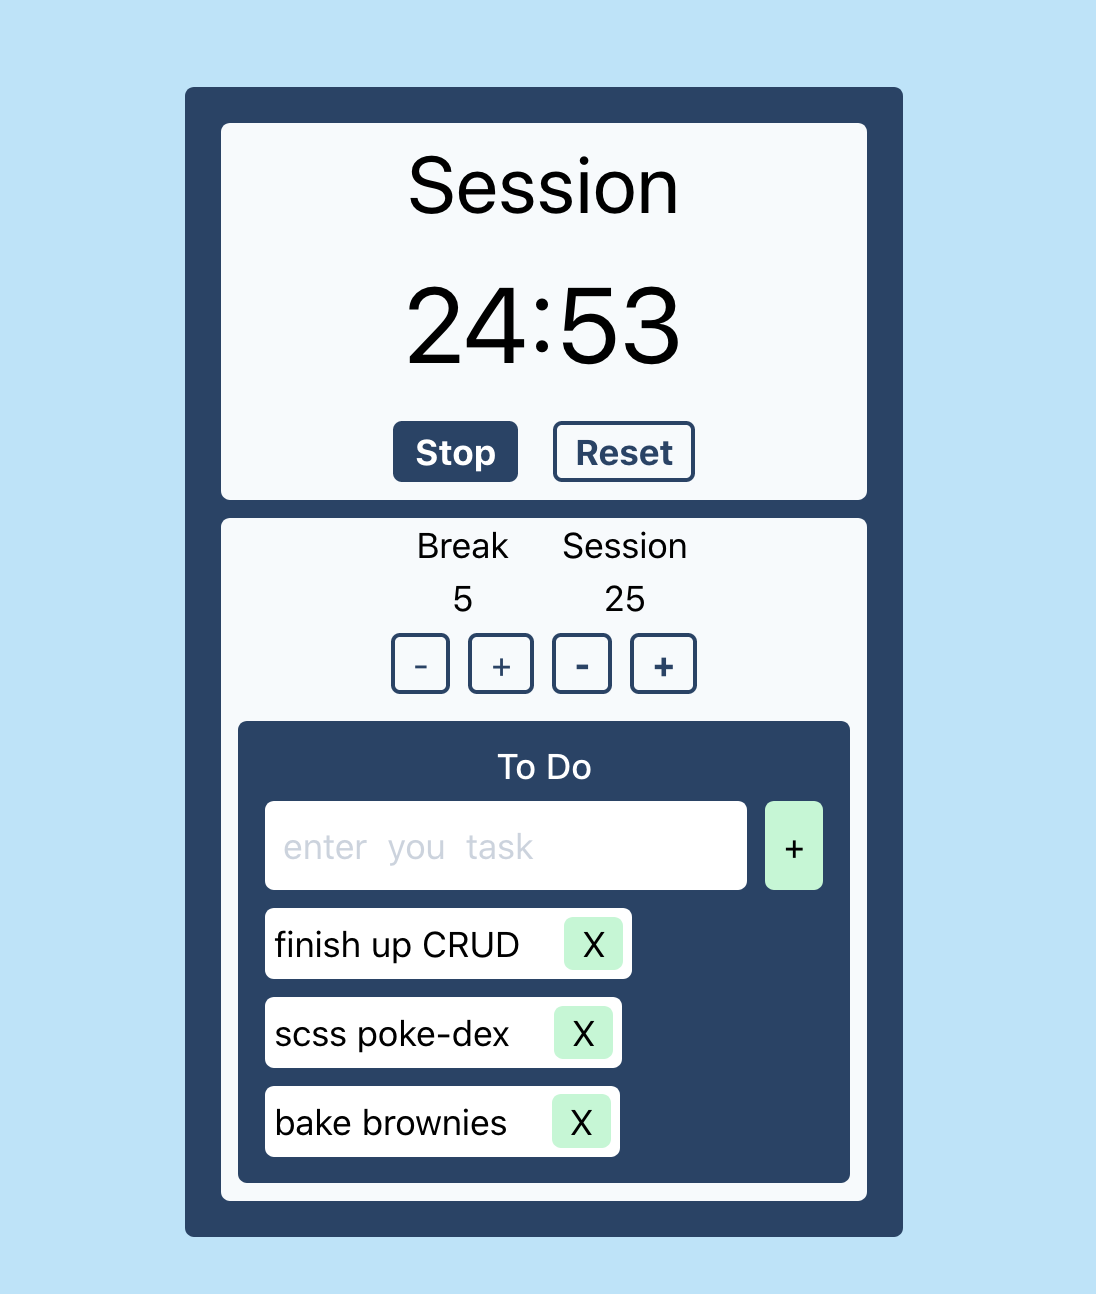 Session
24:53
Stop Reset
Break Session
5 25
- + - +
To Do
enter you task +
finish up CRUD X
scss poke-dex X
bake brownies X